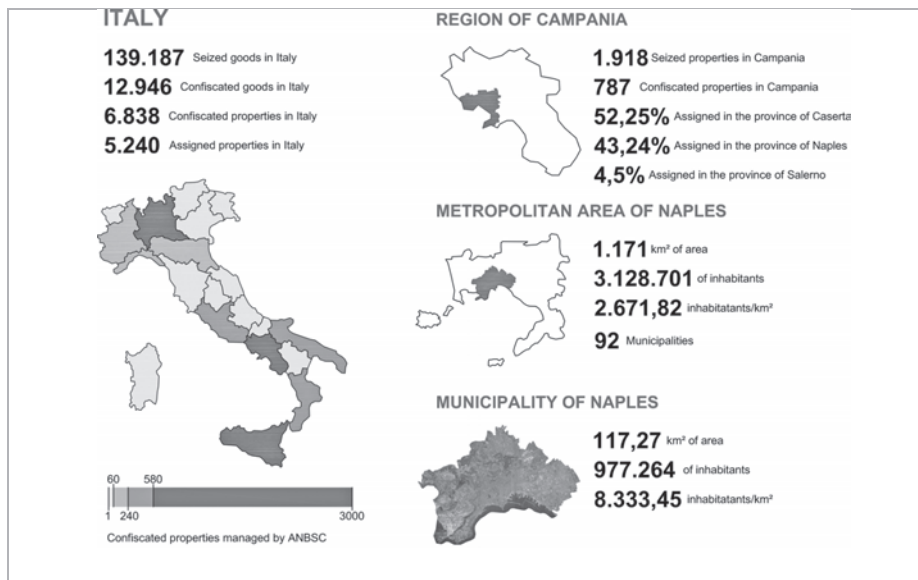 ITALY
139.187 Seized goods in Italy
12.946 Confiscated goods in Italy
6.838 Confiscated properties in Italy
5.240 Assigned properties in Italy
60 580
1 240 3000
Confiscated properties managed by ANBSC
REGION OF CAMPANIA
1.918 Seized properties in Campania
787 Confiscated properties in Campania
52,25% Assigned in the province of Caserta
43,24% Assigned in the province of Naples
4,5% Assigned in the province of Salerno
METROPOLITAN AREA OF NAPLES
1.171 km² of area
3.128.701 of inhabitants
2.671,82 inhabitatants/km²
92 Municipalities
MUNICIPALITY OF NAPLES
117,27 km² of area
977.264 of inhabitants
8.333,45 inhabitatants/km²